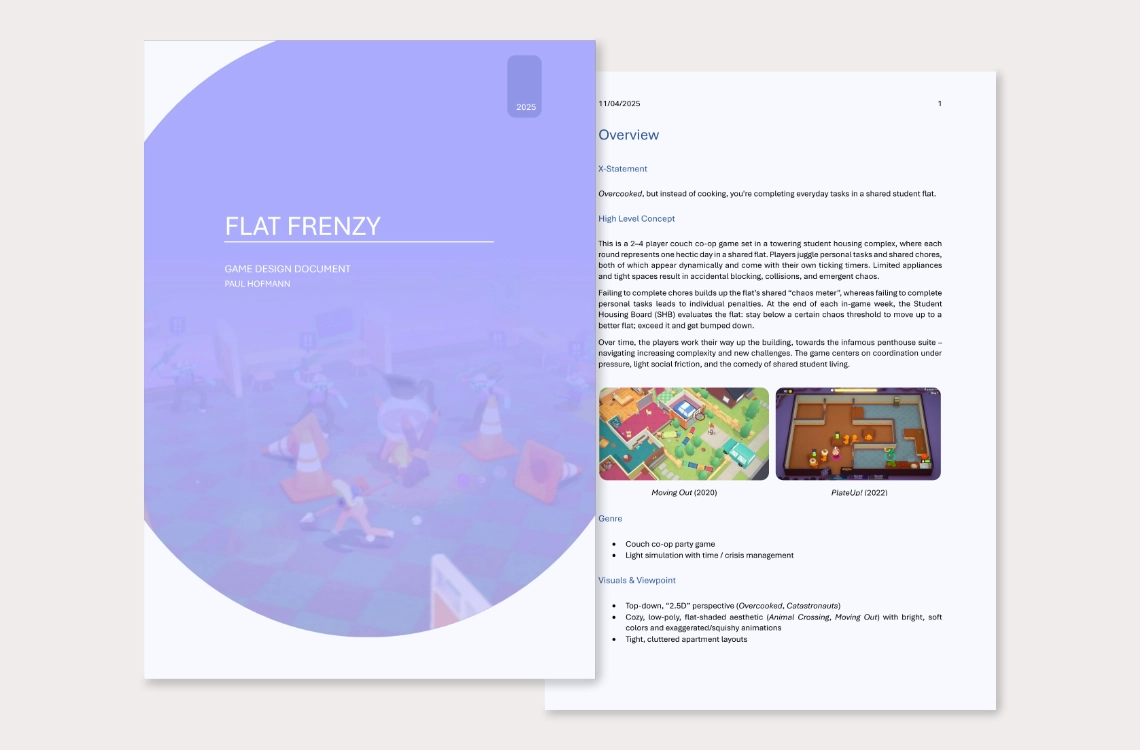 2025
FLAT FRENZY
GAME DESIGN DOCUMENT
PAUL HOFMANN
11/04/2025 1
Overview
X-Statement
Overcooked, but instead of cooking, you're completing everyday tasks in a shared student flat.
High Level Concept
This is a 2–4 player couch co-op game set in a towering student housing complex, where each
round represents one hectic day in a shared flat. Players juggle personal tasks and shared chores,
both of which appear dynamically and come with their own ticking timers. Limited appliances
and tight spaces result in accidental blocking, collisions, and emergent chaos.
Failing to complete chores builds up the flat's shared “chaos meter”, whereas failing to complete
personal tasks leads to individual penalties. At the end of each in-game week, the Student
Housing Board (SHB) evaluates the flat: stay below a certain chaos threshold to move up to a
better flat; exceed it and get bumped down.
Over time, the players work their way up the building, towards the infamous penthouse suite –
navigating increasing complexity and new challenges. The game centers on coordination under
pressure, light social friction, and the comedy of shared student living.
Moving Out (2020) PlateUp! (2022)
Genre
• Couch co-op party game
• Light simulation with time / crisis management
Visuals & Viewpoint
• Top-down, “2.5D” perspective (Overcooked, Catastronauts)
• Cozy, low-poly, flat-shaded aesthetic (Animal Crossing, Moving Out) with bright, soft
colors and exaggerated/squishy animations
• Tight, cluttered apartment layouts